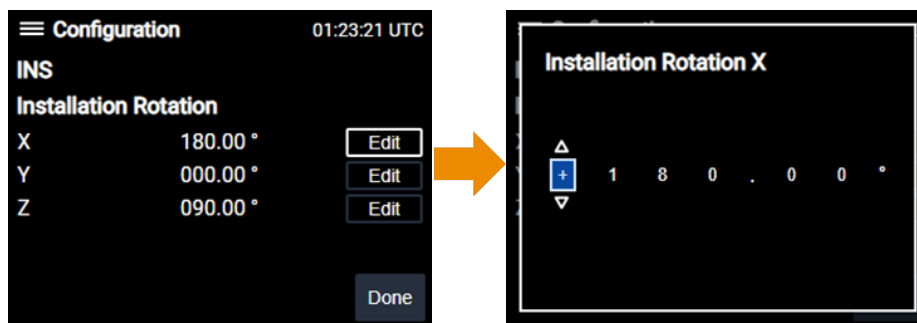 Configuration 01:23:21 UTC
INS
Installation Rotation
X 180.00 ° Edit
Y 000.00 ° Edit
Z 090.00 ° Edit
Done
Installation Rotation X
+ 1 8 0 . 0 0 °